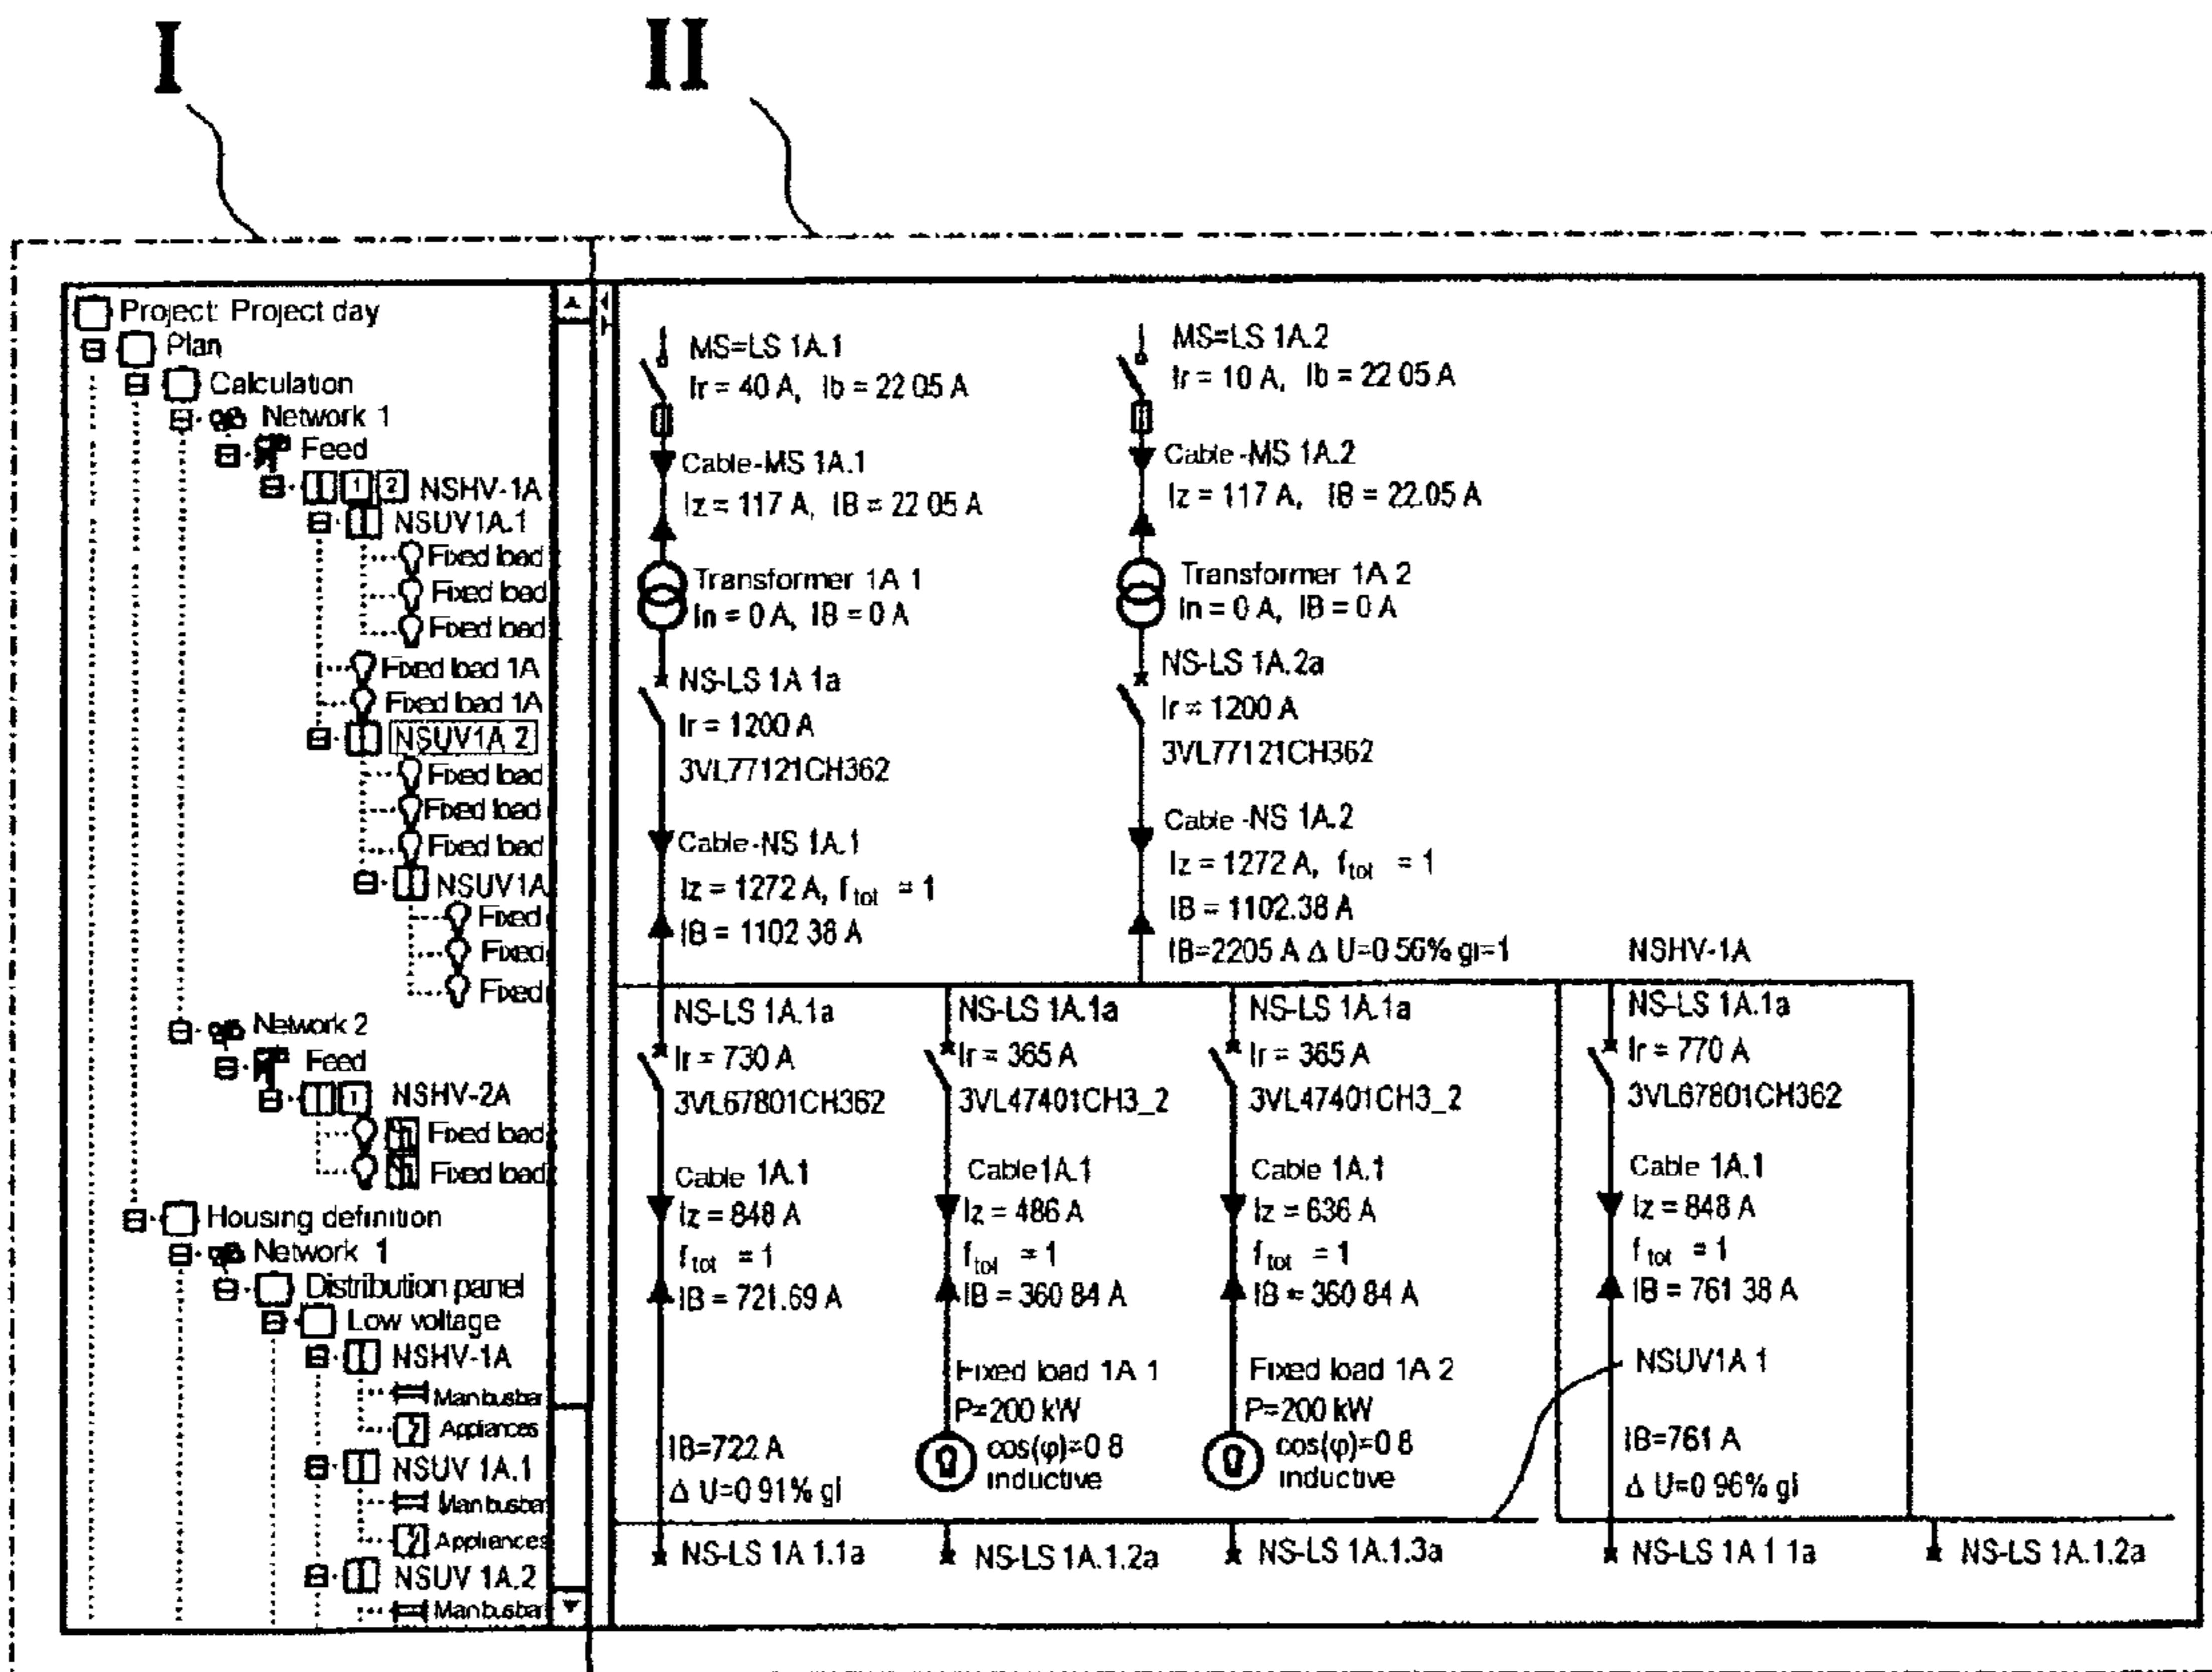 I
II
Project: Project day
Plan
Calculation
Network 1
Feed
1 2 NSHV-1A
NSUV1A.1
Fixed load
Fixed load
Fixed load
Fixed load 1A
Fixed load 1A
NSUV1A 2
Fixed load
Fixed load
Fixed load
NSUV1A
Fixed
Fixed
Fixed
Network 2
Feed
1 NSHV-2A
Fixed load
Fixed load
Housing definition
Network 1
Distribution panel
Low voltage
NSHV-1A
Man busbar
Appliances
NSUV 1A.1
Man busbar
Appliances
NSUV 1A.2
Man busbar
MS=LS 1A.1
Ir = 40 A, Ib = 22 05 A
Cable-MS 1A.1
Iz = 117 A, IB = 22 05 A
Transformer 1A 1
In = 0 A, IB = 0 A
NS-LS 1A 1a
Ir = 1200 A
3VL77121CH362
Cable-NS 1A.1
Iz = 1272 A, ftot = 1
IB = 1102 38 A
MS=LS 1A.2
Ir = 10 A, Ib = 22 05 A
Cable -MS 1A.2
Iz = 117 A, IB = 22.05 A
Transformer 1A 2
In = 0 A, IB = 0 A
NS-LS 1A.2a
Ir = 1200 A
3VL77121CH362
Cable -NS 1A.2
Iz = 1272 A, ftot = 1
IB = 1102.38 A
IB=2205 A Δ U=0 56% gl=1
NSHV-1A
NS-LS 1A.1a
Ir = 730 A
3VL67801CH362
Cable 1A.1
Iz = 848 A
ftot = 1
IB = 721.69 A
IB=722 A
Δ U=0 91% gl
NS-LS 1A.1a
Ir = 365 A
3VL47401CH3_2
Cable1A.1
Iz = 486 A
ftot = 1
IB = 360 84 A
Fixed load 1A 1
P=200 kW
cos(φ)=0 8
inductive
NS-LS 1A.1a
Ir = 365 A
3VL47401CH3_2
Cable 1A.1
Iz = 636 A
ftot = 1
IB = 360 84 A
Fixed load 1A 2
P=200 kW
cos(φ)=0 8
inductive
NS-LS 1A.1a
Ir = 770 A
3VL67801CH362
Cable 1A.1
Iz = 848 A
ftot = 1
IB = 761 38 A
NSUV1A 1
IB=761 A
Δ U=0 96% gl
NS-LS 1A 1.1a
NS-LS 1A.1.2a
NS-LS 1A.1.3a
NS-LS 1A 1 1a
NS-LS 1A.1.2a